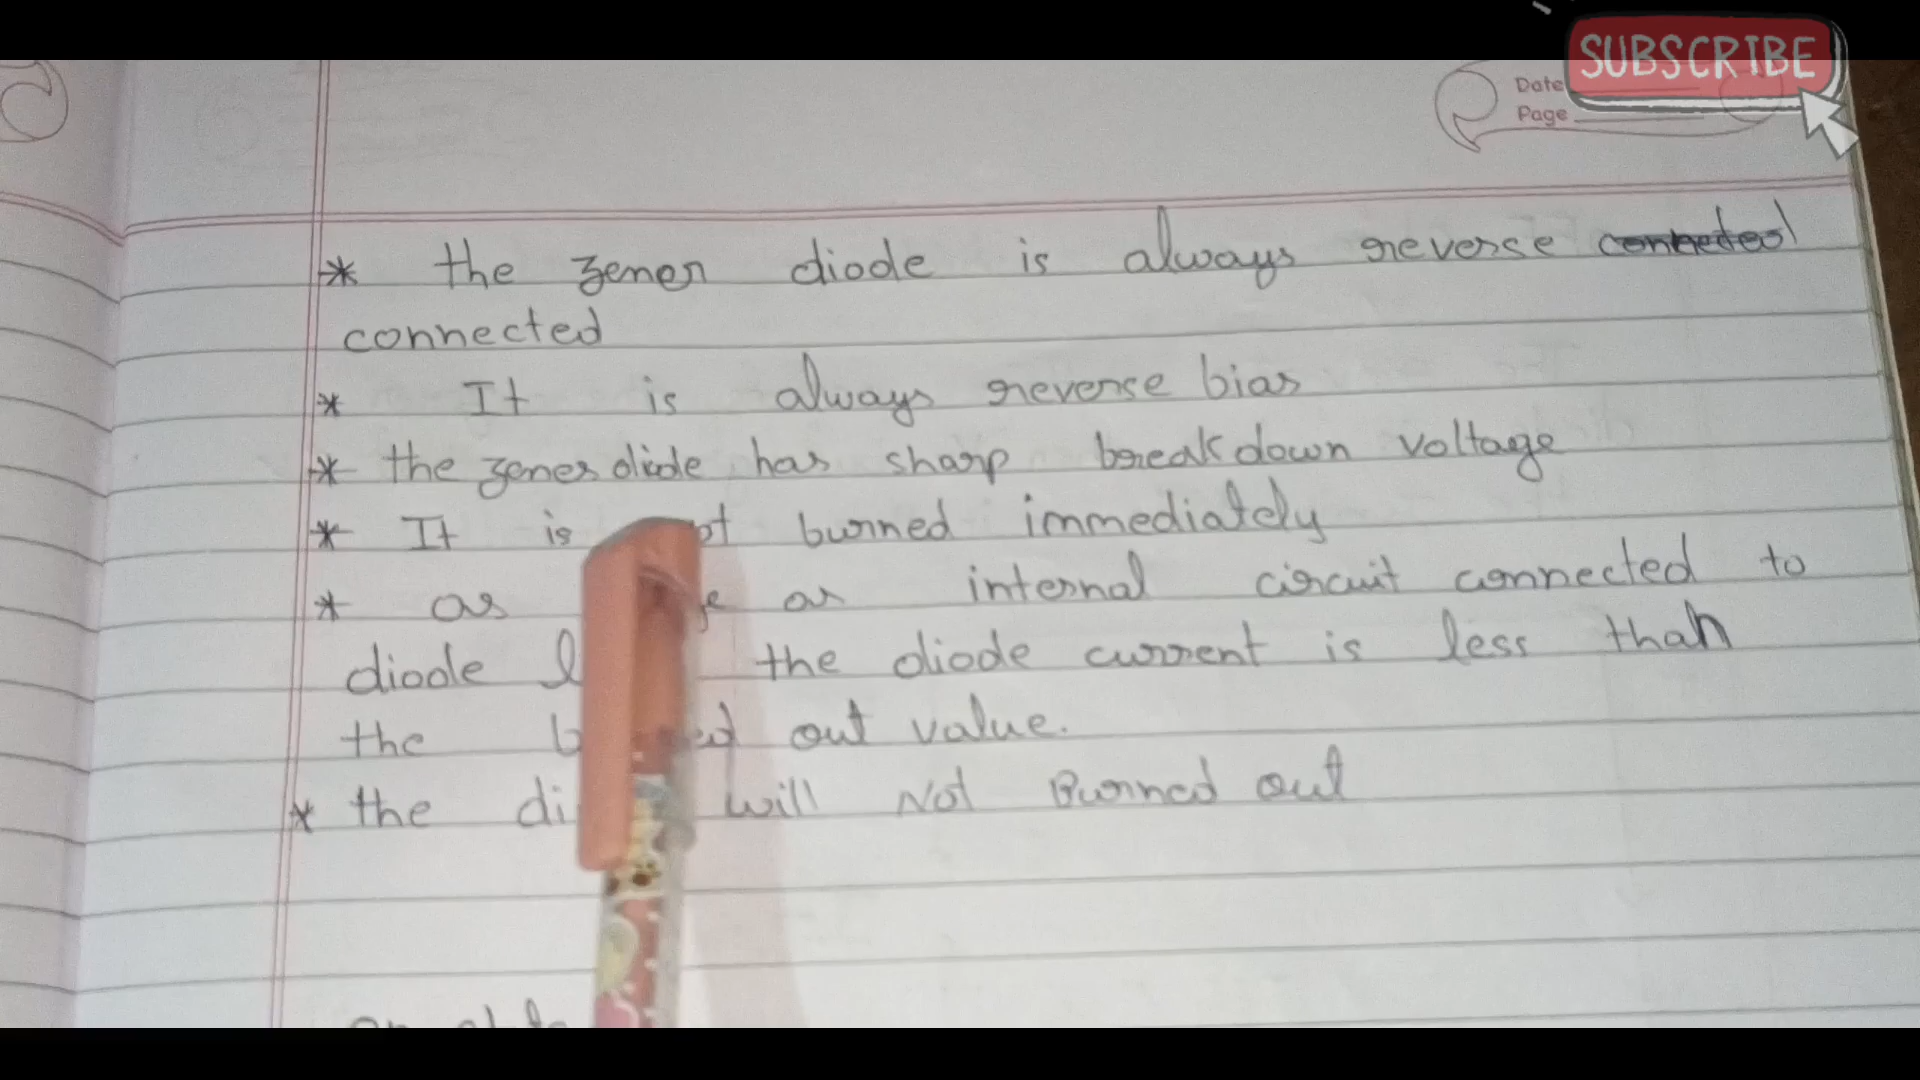 SUBSCRIBE
Date
Page
* the zener diode is always reverse connected
connected
* It is always reverse bias
* the zener diode has sharp breakdown voltage
* It is burned immediately
* as as internal circuit connected to
diode the diode current is less than
the out value.
* the will Not Burned out